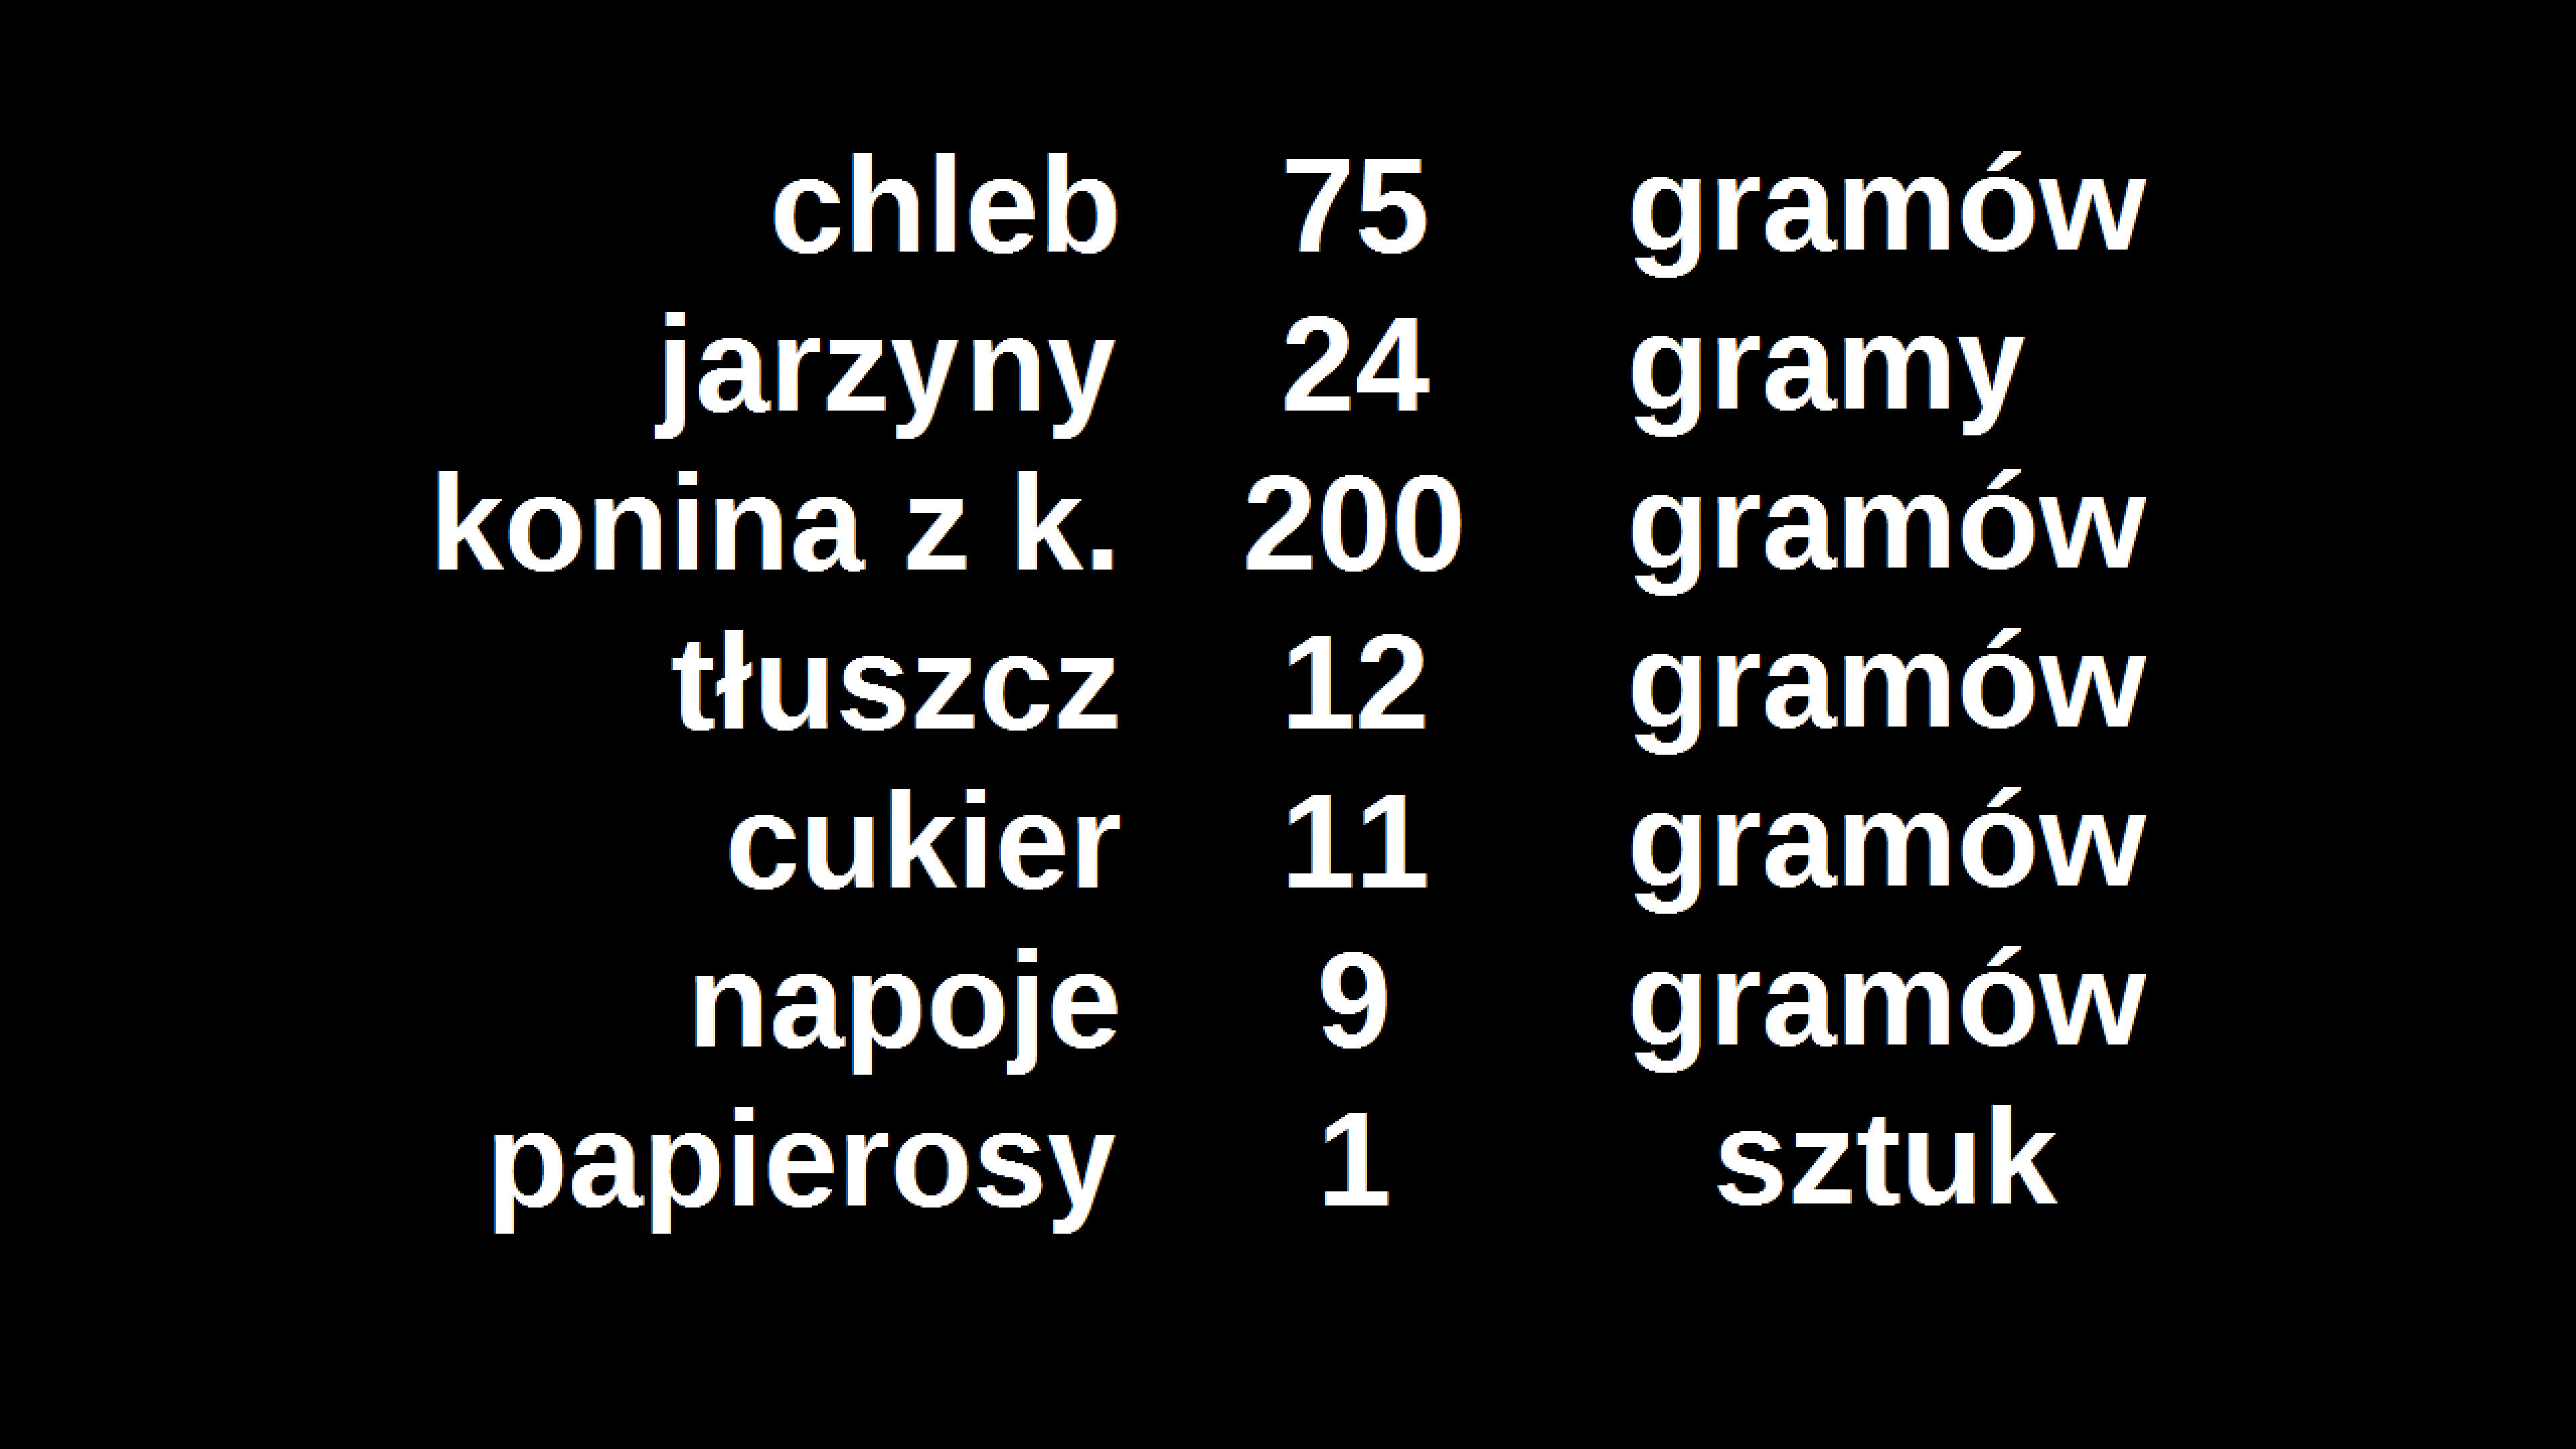 chleb 75 gramów
jarzyny 24 gramy
konina z k. 200 gramów
tłuszcz 12 gramów
cukier 11 gramów
napoje 9 gramów
papierosy 1 sztuk